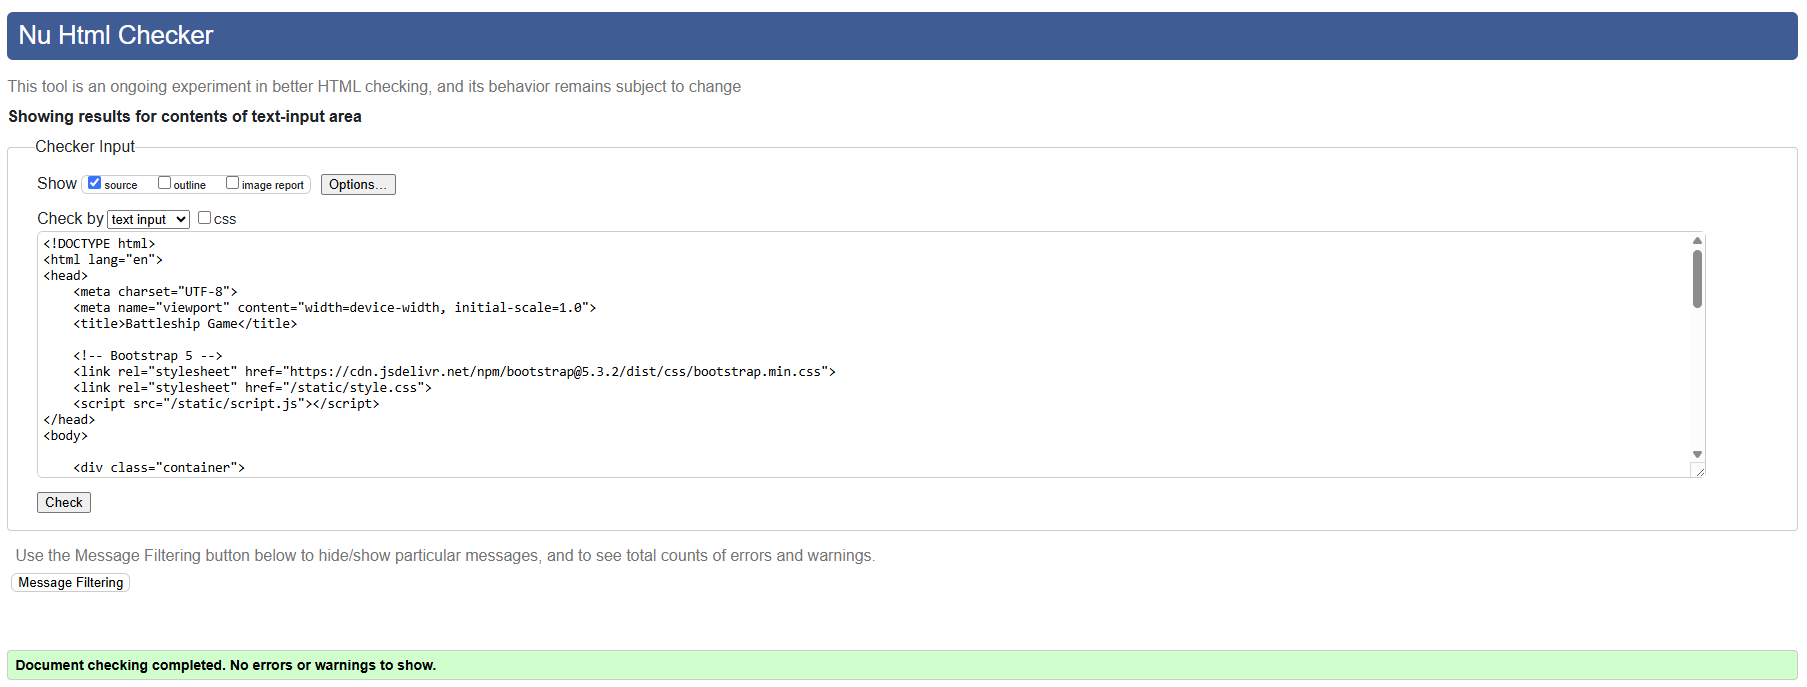 Nu Html Checker
This tool is an ongoing experiment in better HTML checking, and its behavior remains subject to change
Showing results for contents of text-input area
Checker Input
Show source outline image report Options...
Check by text input css
<!DOCTYPE html>
<html lang="en">
<head>
    <meta charset="UTF-8">
    <meta name="viewport" content="width=device-width, initial-scale=1.0">
    <title>Battleship Game</title>
    <!-- Bootstrap 5 -->
    <link rel="stylesheet" href="https://cdn.jsdelivr.net/npm/bootstrap@5.3.2/dist/css/bootstrap.min.css">
    <link rel="stylesheet" href="/static/style.css">
    <script src="/static/script.js"></script>
</head>
<body>
    <div class="container">
Check
Use the Message Filtering button below to hide/show particular messages, and to see total counts of errors and warnings.
Message Filtering
Document checking completed. No errors or warnings to show.